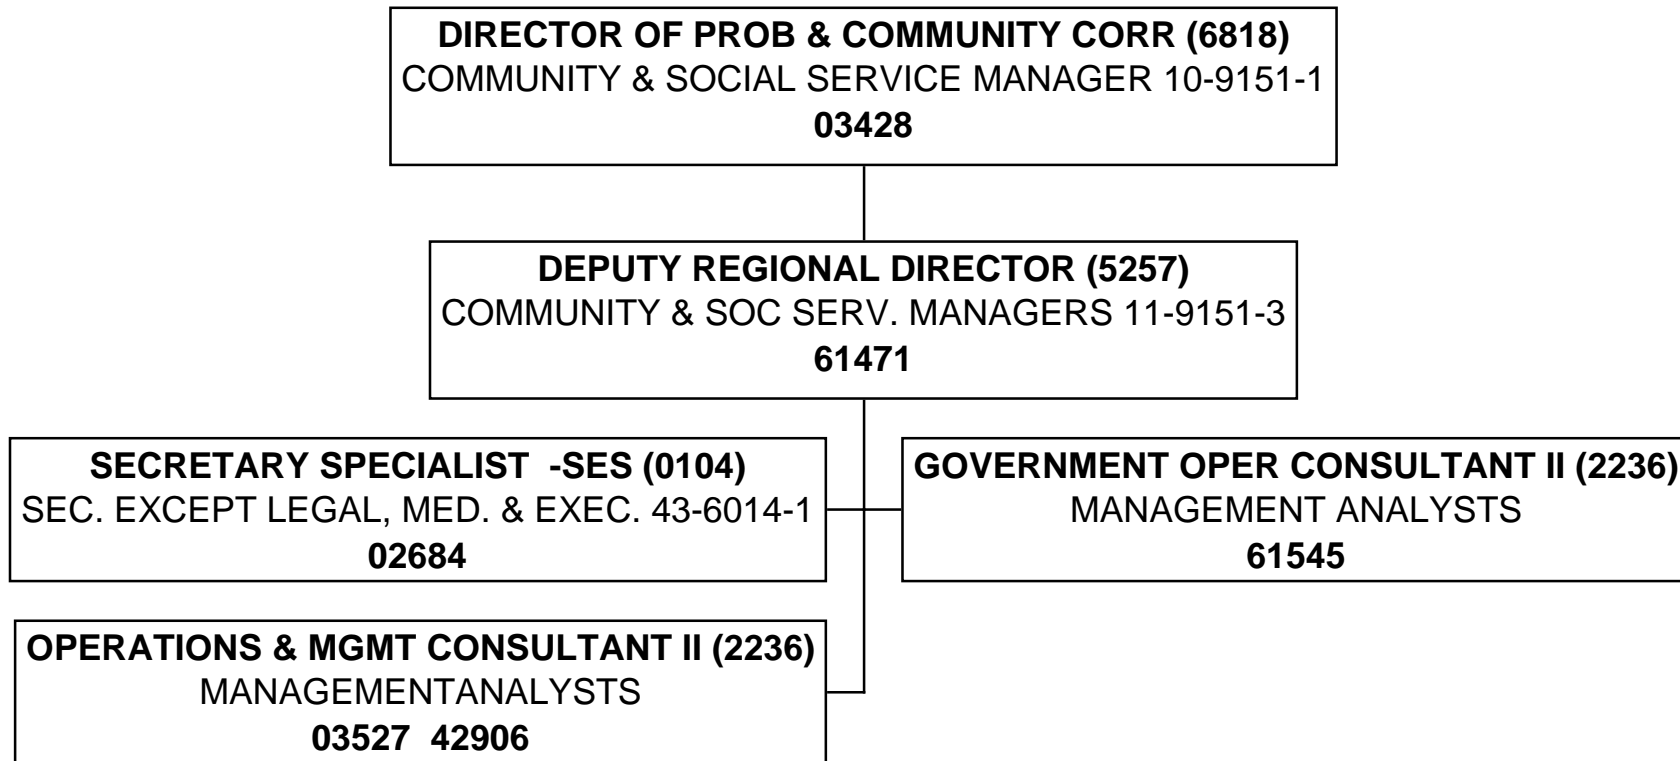 DIRECTOR OF PROB & COMMUNITY CORR (6818)
COMMUNITY & SOCIAL SERVICE MANAGER 10-9151-1
03428
DEPUTY REGIONAL DIRECTOR (5257)
COMMUNITY & SOC SERV. MANAGERS 11-9151-3
61471
SECRETARY SPECIALIST -SES (0104)
SEC. EXCEPT LEGAL, MED. & EXEC. 43-6014-1
02684
GOVERNMENT OPER CONSULTANT II (2236)
MANAGEMENT ANALYSTS
61545
OPERATIONS & MGMT CONSULTANT II (2236)
MANAGEMENTANALYSTS
03527 42906